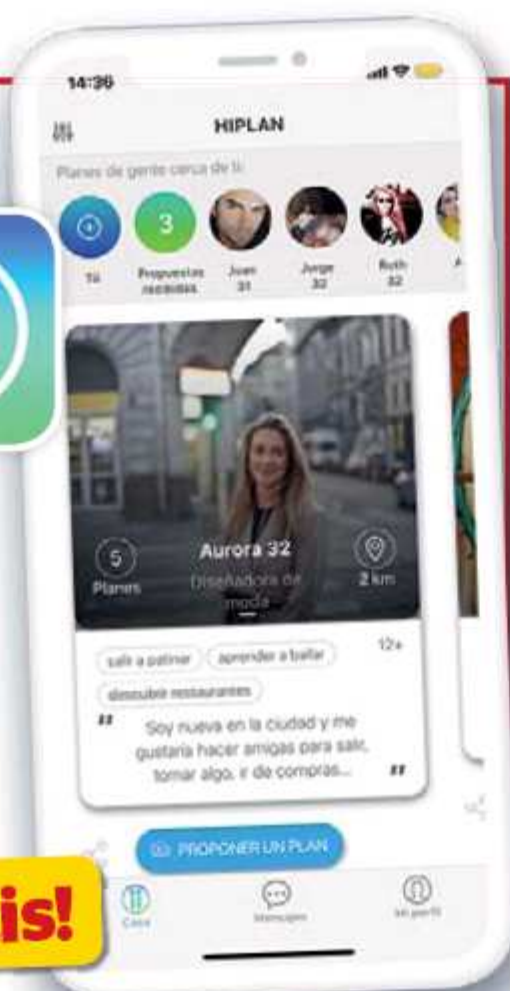 14:36
HIPLAN
Planes de gente cerca de ti
3
Tú
Propuestas
recibidas
Juan
31
Jorge
32
Ruth
32
A
5
Planes
Aurora 32
Diseñadora de
moda
2 km
salir a patinar
aprender a bailar
12+
descubrir restaurantes
"
Soy nueva en la ciudad y me
gustaría hacer amigas para salir,
tomar algo, ir de compras...
"
PROPONER UN PLAN
Casa
Mensajes
Mi perfil
is!